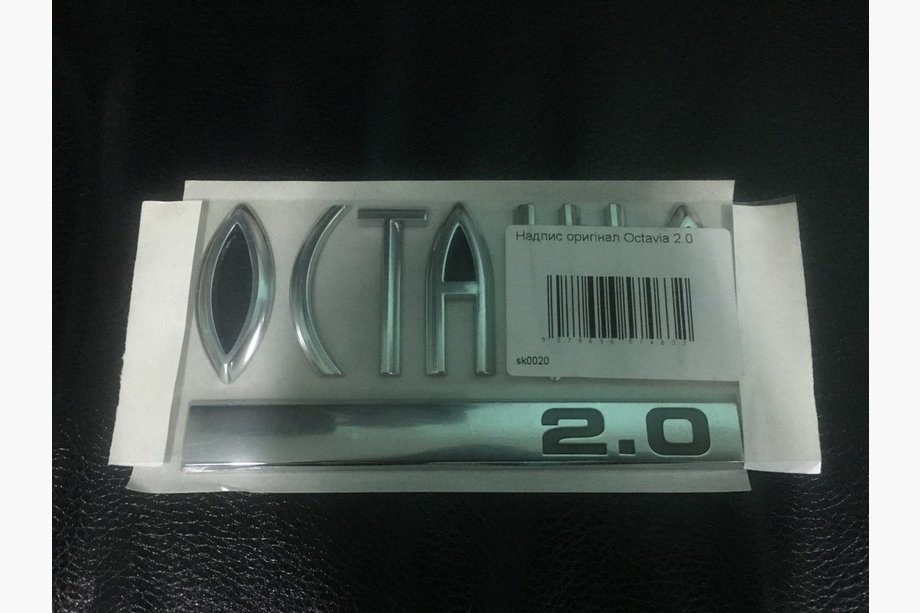 OCTA
Надпис оригінал Octavia 2.0
sk0020
2.0